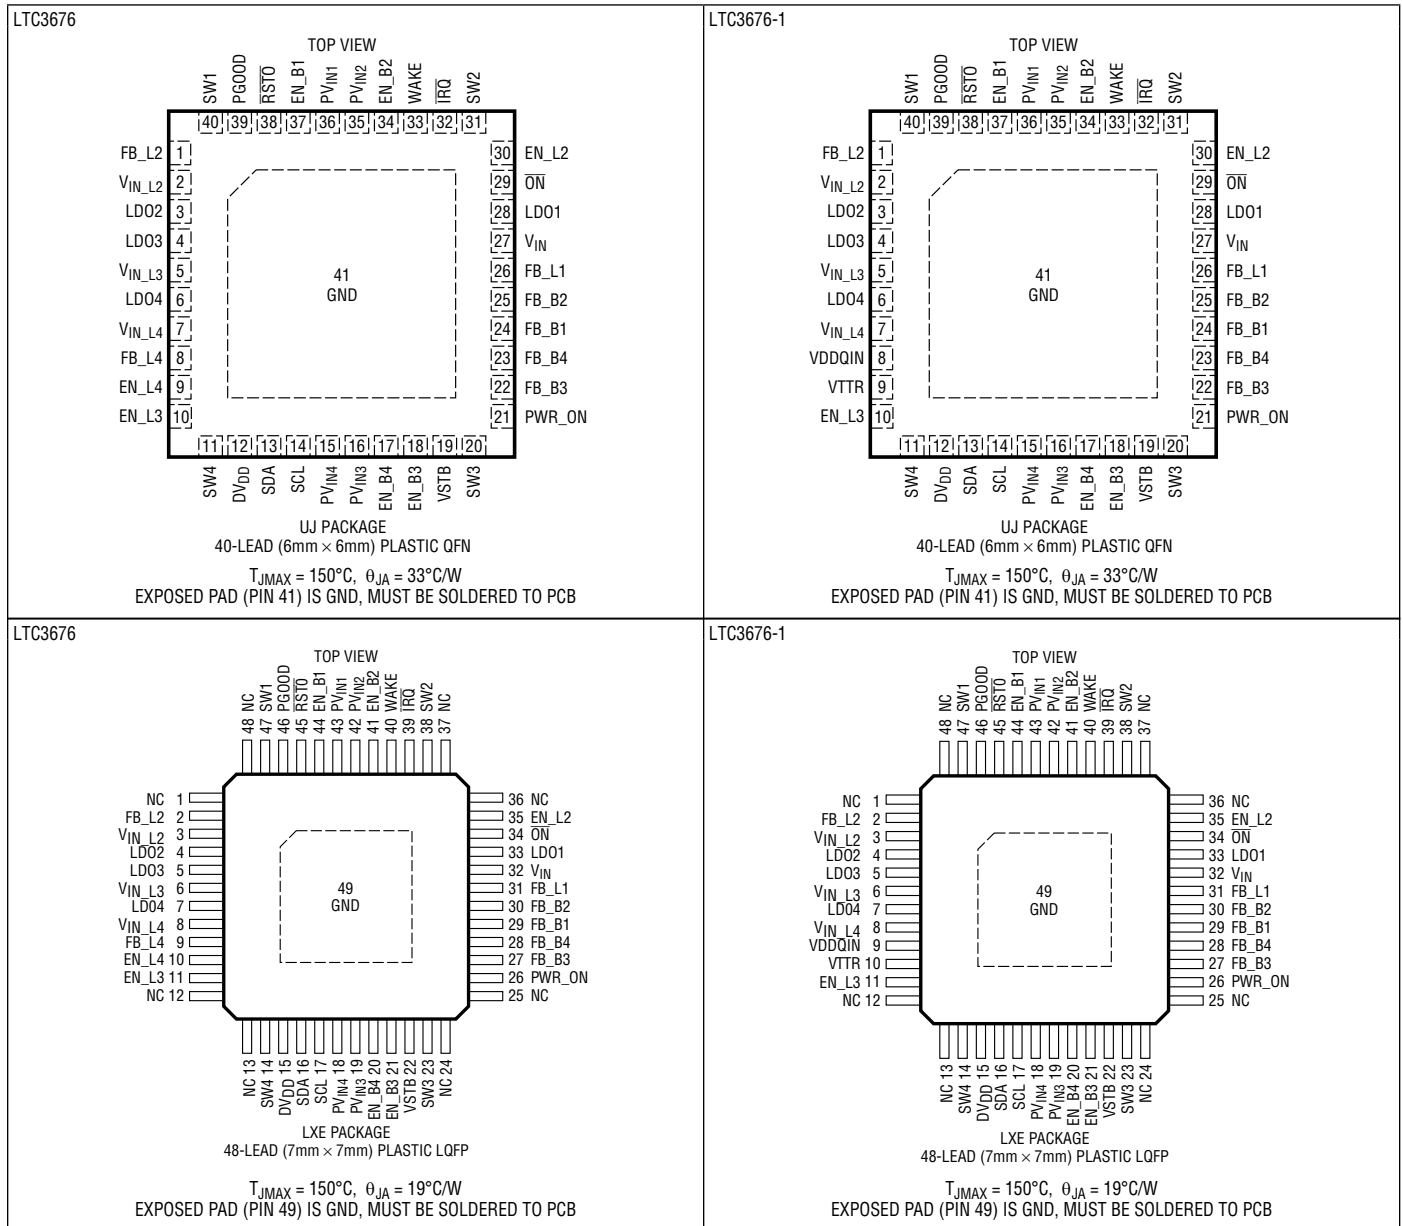 LTC3676
TOP VIEW
SW1 PGOOD RSTO EN_B1 PVIN1 PVIN2 EN_B2 WAKE IRQ SW2
40 39 38 37 36 35 34 33 32 31
FB_L2 1 30 EN_L2
VIN_L2 2 29 ON
LDO2 3 28 LDO1
LDO3 4 27 VIN
VIN_L3 5 26 FB_L1
LDO4 6 25 FB_B2
VIN_L4 7 24 FB_B1
FB_L4 8 23 FB_B4
EN_L4 9 22 FB_B3
EN_L3 10 21 PWR_ON
41
GND
11 12 13 14 15 16 17 18 19 20
SW4 DVDD SDA SCL PVIN4 PVIN3 EN_B4 EN_B3 VSTB SW3
UJ PACKAGE
40-LEAD (6mm × 6mm) PLASTIC QFN
TJMAX = 150°C, θJA = 33°C/W
EXPOSED PAD (PIN 41) IS GND, MUST BE SOLDERED TO PCB
LTC3676-1
TOP VIEW
SW1 PGOOD RSTO EN_B1 PVIN1 PVIN2 EN_B2 WAKE IRQ SW2
40 39 38 37 36 35 34 33 32 31
FB_L2 1 30 EN_L2
VIN_L2 2 29 ON
LDO2 3 28 LDO1
LDO3 4 27 VIN
VIN_L3 5 26 FB_L1
LDO4 6 25 FB_B2
VIN_L4 7 24 FB_B1
VDDQIN 8 23 FB_B4
VTTR 9 22 FB_B3
EN_L3 10 21 PWR_ON
41
GND
11 12 13 14 15 16 17 18 19 20
SW4 DVDD SDA SCL PVIN4 PVIN3 EN_B4 EN_B3 VSTB SW3
UJ PACKAGE
40-LEAD (6mm × 6mm) PLASTIC QFN
TJMAX = 150°C, θJA = 33°C/W
EXPOSED PAD (PIN 41) IS GND, MUST BE SOLDERED TO PCB
LTC3676
TOP VIEW
48 NC 47 SW1 46 PGOOD 45 RSTO 44 EN_B1 43 PVIN1 42 PVIN2 41 EN_B2 40 WAKE 39 IRQ 38 SW2 37 NC
NC 1 36 NC
FB_L2 2 35 EN_L2
VIN_L2 3 34 ON
LDO2 4 33 LDO1
LDO3 5 32 VIN
VIN_L3 6 31 FB_L1
LDO4 7 30 FB_B2
VIN_L4 8 29 FB_B1
FB_L4 9 28 FB_B4
EN_L4 10 27 FB_B3
EN_L3 11 26 PWR_ON
NC 12 25 NC
49
GND
NC 13 SW4 14 DVDD 15 SDA 16 SCL 17 PVIN4 18 PVIN3 19 EN_B4 20 EN_B3 21 VSTB 22 SW3 23 NC 24
LXE PACKAGE
48-LEAD (7mm × 7mm) PLASTIC LQFP
TJMAX = 150°C, θJA = 19°C/W
EXPOSED PAD (PIN 49) IS GND, MUST BE SOLDERED TO PCB
LTC3676-1
TOP VIEW
48 NC 47 SW1 46 PGOOD 45 RSTO 44 EN_B1 43 PVIN1 42 PVIN2 41 EN_B2 40 WAKE 39 IRQ 38 SW2 37 NC
NC 1 36 NC
FB_L2 2 35 EN_L2
VIN_L2 3 34 ON
LDO2 4 33 LDO1
LDO3 5 32 VIN
VIN_L3 6 31 FB_L1
LDO4 7 30 FB_B2
VIN_L4 8 29 FB_B1
VDDQIN 9 28 FB_B4
VTTR 10 27 FB_B3
EN_L3 11 26 PWR_ON
NC 12 25 NC
49
GND
NC 13 SW4 14 DVDD 15 SDA 16 SCL 17 PVIN4 18 PVIN3 19 EN_B4 20 EN_B3 21 VSTB 22 SW3 23 NC 24
LXE PACKAGE
48-LEAD (7mm × 7mm) PLASTIC LQFP
TJMAX = 150°C, θJA = 19°C/W
EXPOSED PAD (PIN 49) IS GND, MUST BE SOLDERED TO PCB